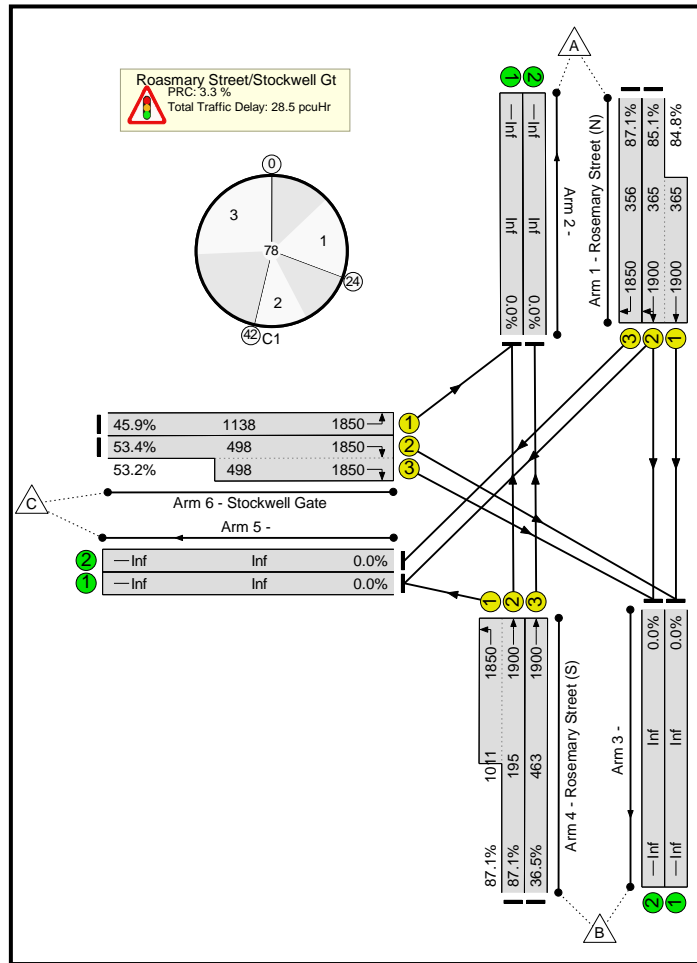 Roasmary Street/Stockwell Gt
PRC: 3.3 %
Total Traffic Delay: 28.5 pcuHr
A
1
2
Inf
Inf
Inf
Inf
0.0%
0.0%
Arm 2 -
Arm 1 - Rosemary Street (N)
87.1%
85.1%
84.8%
356
365
365
1850
1900
1900
3
2
1
0
3
1
78
24
2
42
C1
45.9%
1138
1850
1
53.4%
498
1850
2
53.2%
498
1850
3
Arm 6 - Stockwell Gate
C
Arm 5 -
2
Inf
Inf
0.0%
1
Inf
Inf
0.0%
1
2
3
1850
1900
1900
1011
195
463
87.1%
87.1%
36.5%
Arm 4 - Rosemary Street (S)
Arm 3 -
0.0%
0.0%
Inf
Inf
Inf
Inf
2
1
B